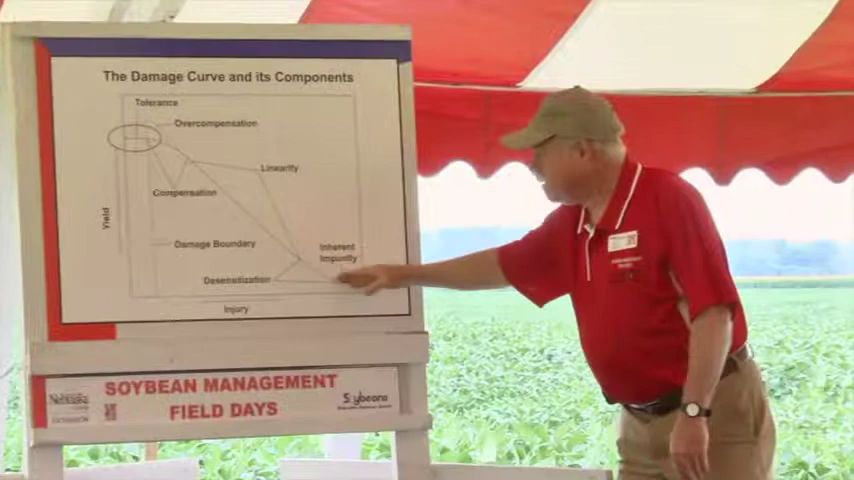 The Damage Curve and its Components
Tolerance
Overcompensation
Linearity
Compensation
Yield
Damage Boundary
Inherent
Impurity
Desensitization
Injury
Nebraska
SOYBEAN MANAGEMENT
FIELD DAYS
Soybeans